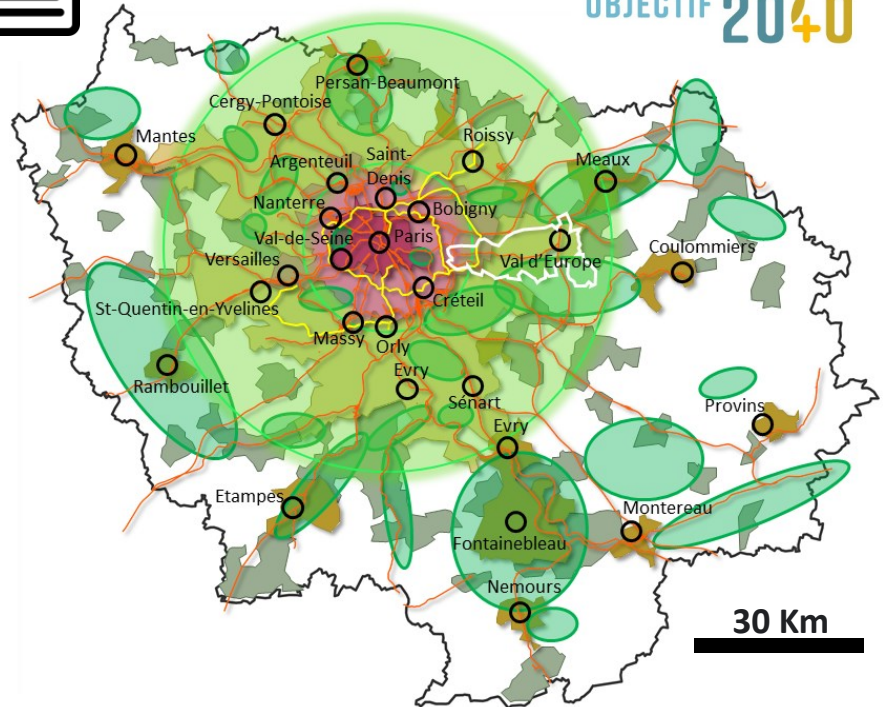 OBJECTIF 2040
Persan-Beaumont
Cergy-Pontoise
Mantes
Roissy
Argenteuil
Saint-
Denis
Meaux
Nanterre
Bobigny
Val-de-Seine
Paris
Versailles
Val d'Europe
Coulommiers
St-Quentin-en-Yvelines
Créteil
Massy
Orly
Rambouillet
Evry
Sénart
Provins
Evry
Etampes
Montereau
Fontainebleau
Nemours
30 Km